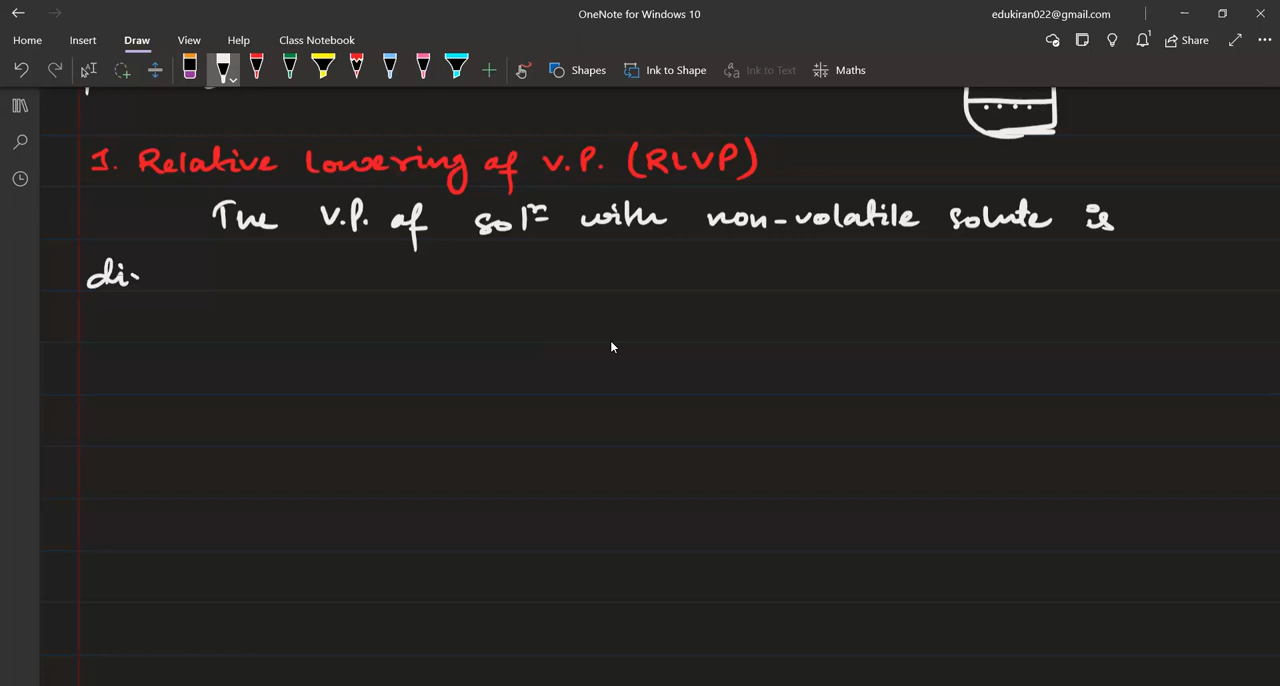 OneNote for Windows 10
edukiran022@gmail.com
Home Insert Draw View Help Class Notebook
Share
Shapes Ink to Shape Ink to Text Maths
1. Relative lowering of V.P. (RLVP)
The V.P. of solⁿ with non-volatile solute is
di